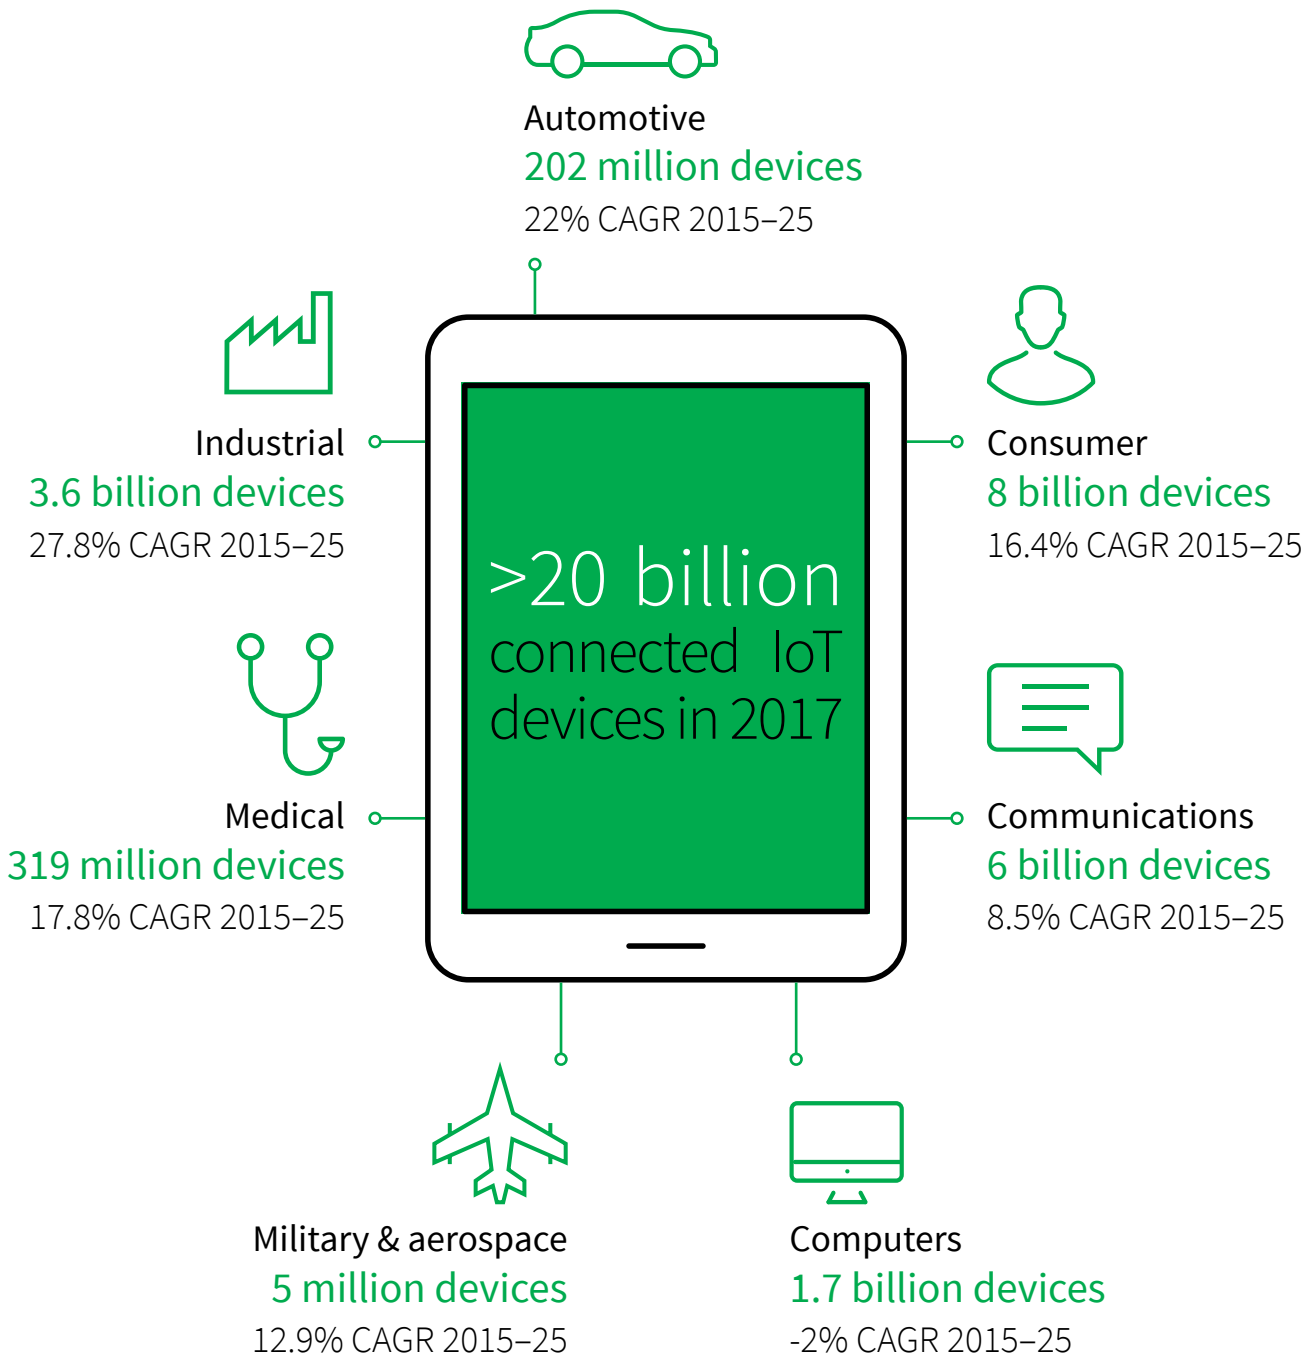 Automotive
202 million devices
22% CAGR 2015–25
Industrial
3.6 billion devices
27.8% CAGR 2015–25
Consumer
8 billion devices
16.4% CAGR 2015–25
>20 billion
connected IoT
devices in 2017
Medical
319 million devices
17.8% CAGR 2015–25
Communications
6 billion devices
8.5% CAGR 2015–25
Military & aerospace
5 million devices
12.9% CAGR 2015–25
Computers
1.7 billion devices
-2% CAGR 2015–25